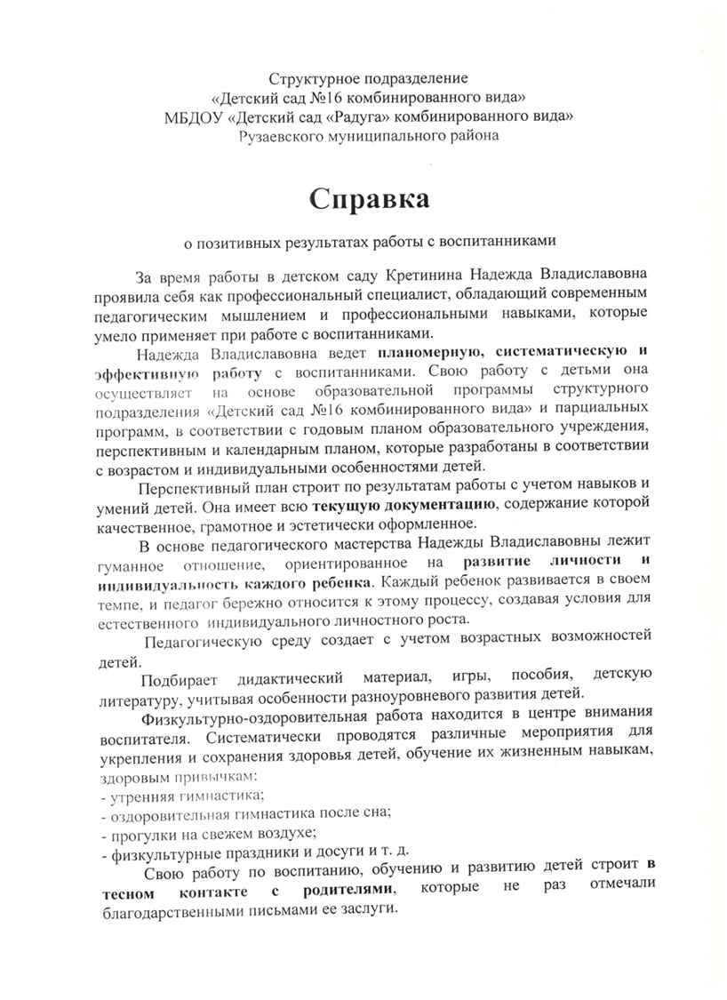 Структурное подразделение
«Детский сад №16 комбинированного вида»
МБДОУ «Детский сад «Радуга» комбинированного вида»
Рузаевского муниципального района
Справка
о позитивных результатах работы с воспитанниками
За время работы в детском саду Кретинина Надежда Владиславовна
проявила себя как профессиональный специалист, обладающий современным
педагогическим мышлением и профессиональными навыками, которые
умело применяет при работе с воспитанниками.
Надежда Владиславовна ведет планомерную, систематическую и
эффективную работу с воспитанниками. Свою работу с детьми она
осуществляет на основе образовательной программы структурного
подразделения «Детский сад №16 комбинированного вида» и парциальных
программ, в соответствии с годовым планом образовательного учреждения,
перспективным и календарным планом, которые разработаны в соответствии
с возрастом и индивидуальными особенностями детей.
Перспективный план строит по результатам работы с учетом навыков и
умений детей. Она имеет всю текущую документацию, содержание которой
качественное, грамотное и эстетически оформленное.
В основе педагогического мастерства Надежды Владиславовны лежит
гуманное отношение, ориентированное на развитие личности и
индивидуальность каждого ребенка. Каждый ребенок развивается в своем
темпе, и педагог бережно относится к этому процессу, создавая условия для
естественного индивидуального личностного роста.
Педагогическую среду создает с учетом возрастных возможностей
детей.
Подбирает дидактический материал, игры, пособия, детскую
литературу, учитывая особенности разноуровневого развития детей.
Физкультурно-оздоровительная работа находится в центре внимания
воспитателя. Систематически проводятся различные мероприятия для
укрепления и сохранения здоровья детей, обучение их жизненным навыкам,
здоровым привычкам:
- утренняя гимнастика;
- оздоровительная гимнастика после сна;
- прогулки на свежем воздухе;
- физкультурные праздники и досуги и т. д.
Свою работу по воспитанию, обучению и развитию детей строит в
тесном контакте с родителями, которые не раз отмечали
благодарственными письмами ее заслуги.